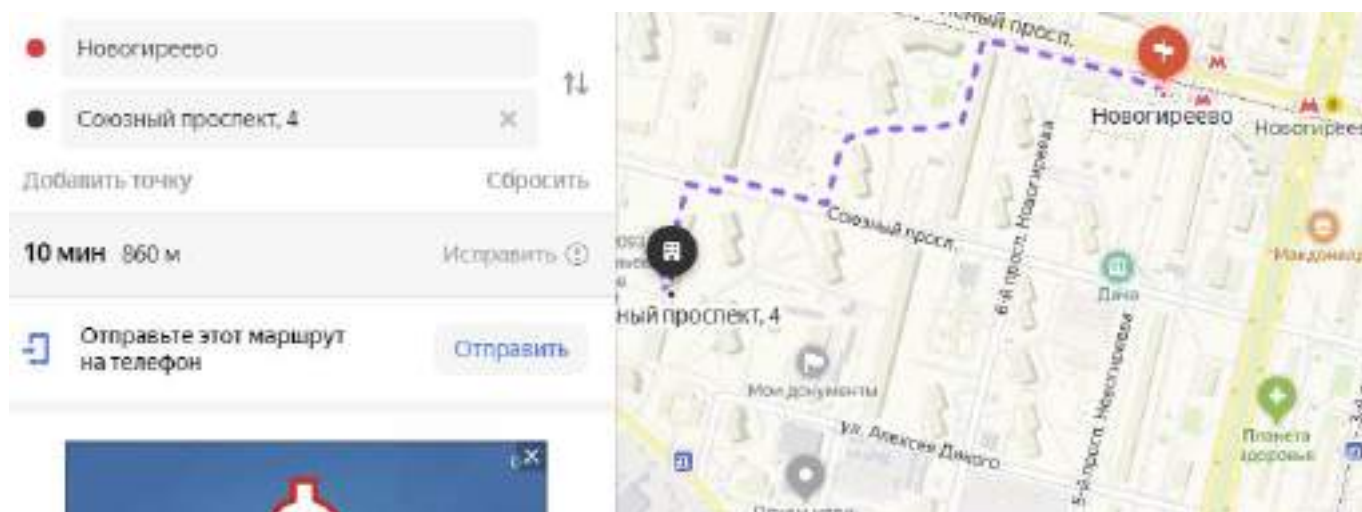 Новогиреево
Союзный проспект, 4
Добавить точку
Сбросить
10 мин 860 м
Исправить
Отправьте этот маршрут
на телефон
Отправить
просп.
Новогиреево
6-й просп. Новогиреева
Союзный просп.
Дача
ный проспект, 4
Мои документы
ул. Алексея Дикого
5-й просп. Новогиреева
Планета
здоровья